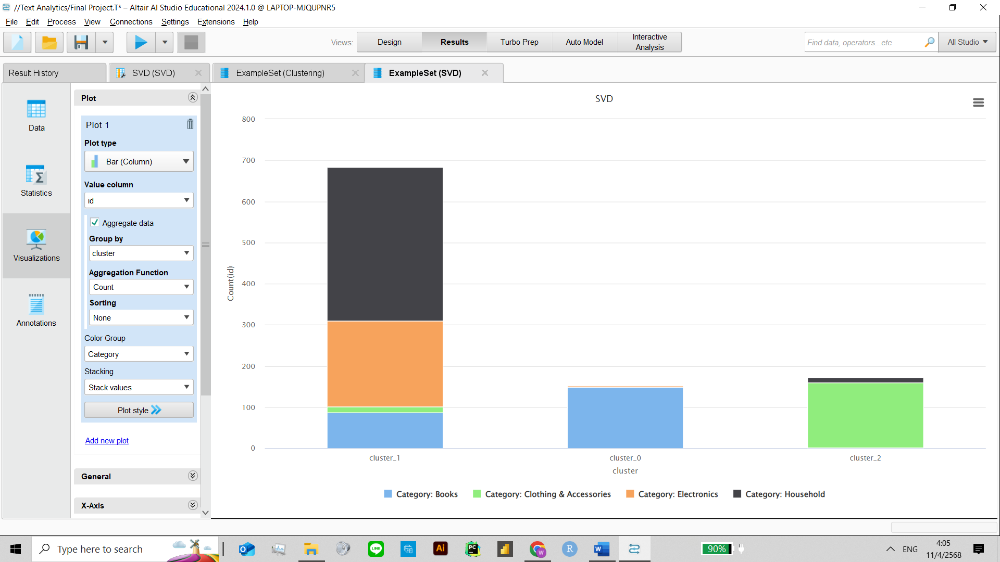 //Text Analytics/Final Project.T* – Altair AI Studio Educational 2024.1.0 @ LAPTOP-MJQUPNR5
File Edit Process View Connections Settings Extensions Help
Views: Design Results Turbo Prep Auto Model Interactive Analysis
Find data, operators...etc
All Studio
Result History
SVD (SVD)
ExampleSet (Clustering)
ExampleSet (SVD)
Data
Statistics
Visualizations
Annotations
Plot
Plot 1
Plot type
Bar (Column)
Value column
id
Aggregate data
Group by
cluster
Aggregation Function
Count
Sorting
None
Color Group
Category
Stacking
Stack values
Plot style
Add new plot
General
X-Axis
SVD
800
700
600
500
400
300
200
100
0
Count(id)
cluster_1
cluster_0
cluster_2
cluster
Category: Books
Category: Clothing & Accessories
Category: Electronics
Category: Household
Type here to search
LINE
Ai
PC
W
R
W
90%
ENG
4:05
11/4/2568